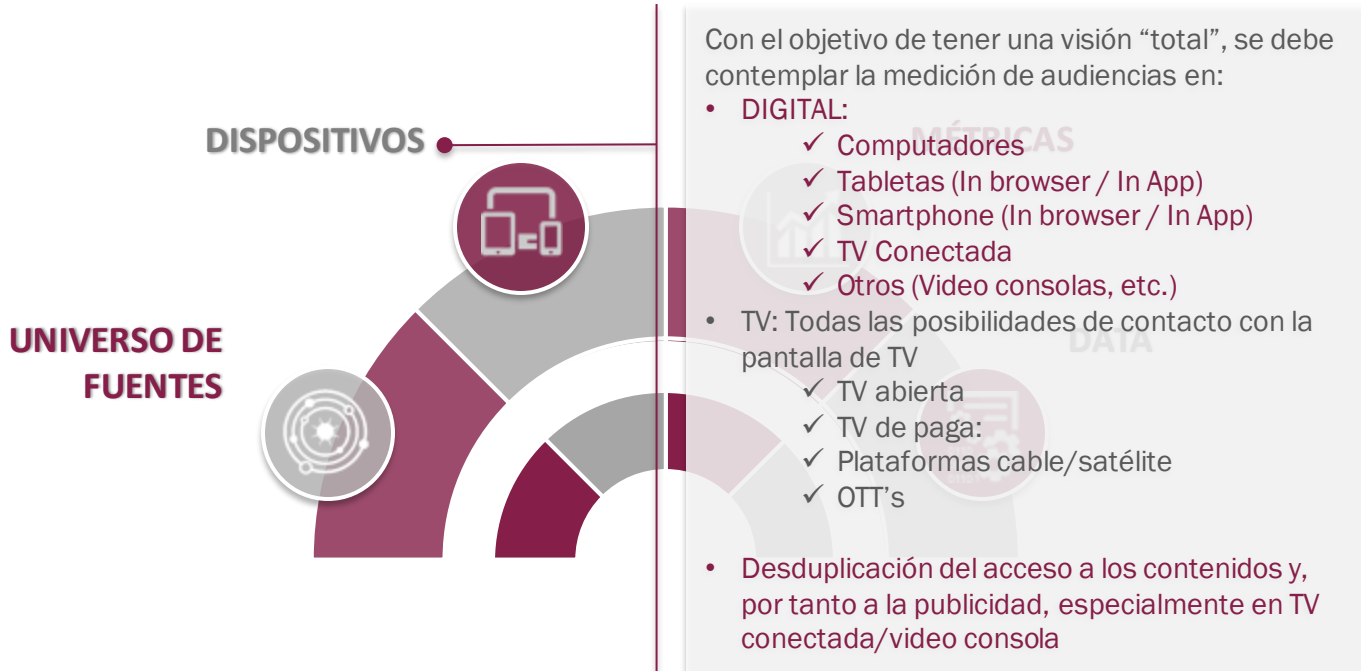 DISPOSITIVOS
UNIVERSO DE
FUENTES
Con el objetivo de tener una visión “total”, se debe
contemplar la medición de audiencias en:
• DIGITAL:
✓ Computadores
✓ Tabletas (In browser / In App)
✓ Smartphone (In browser / In App)
✓ TV Conectada
✓ Otros (Video consolas, etc.)
• TV: Todas las posibilidades de contacto con la
pantalla de TV
✓ TV abierta
✓ TV de paga:
✓ Plataformas cable/satélite
✓ OTT’s
• Desduplicación del acceso a los contenidos y,
por tanto a la publicidad, especialmente en TV
conectada/video consola
MÉTRICAS
DATA